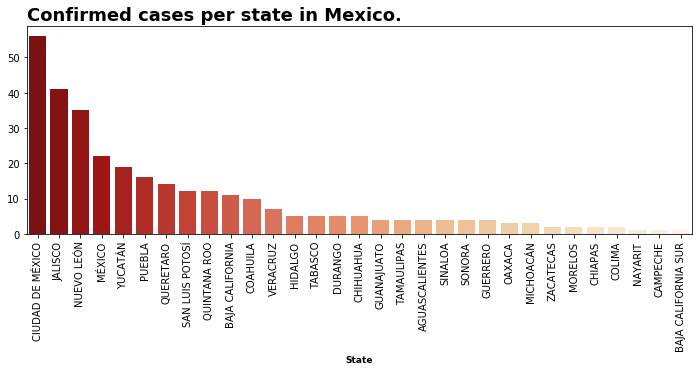 Confirmed cases per state in Mexico.
50
40
30
20
10
0
CIUDAD DE MÉXICO
JALISCO
NUEVO LEÓN
MÉXICO
YUCATÁN
PUEBLA
QUERETARO
SAN LUIS POTOSÍ
QUINTANA ROO
BAJA CALIFORNIA
COAHUILA
VERACRUZ
HIDALGO
TABASCO
DURANGO
CHIHUAHUA
GUANAJUATO
TAMAULIPAS
AGUASCALIENTES
SINALOA
SONORA
GUERRERO
OAXACA
MICHOACÁN
ZACATECAS
MORELOS
CHIAPAS
COLIMA
NAYARIT
CAMPECHE
BAJA CALIFORNIA SUR
State